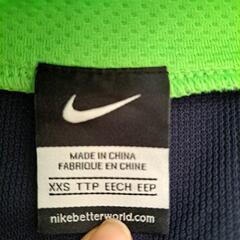 MADE IN CHINA
FABRIQUE EN CHINE
XXS TTP EECH EEP
nikebetterworld.com